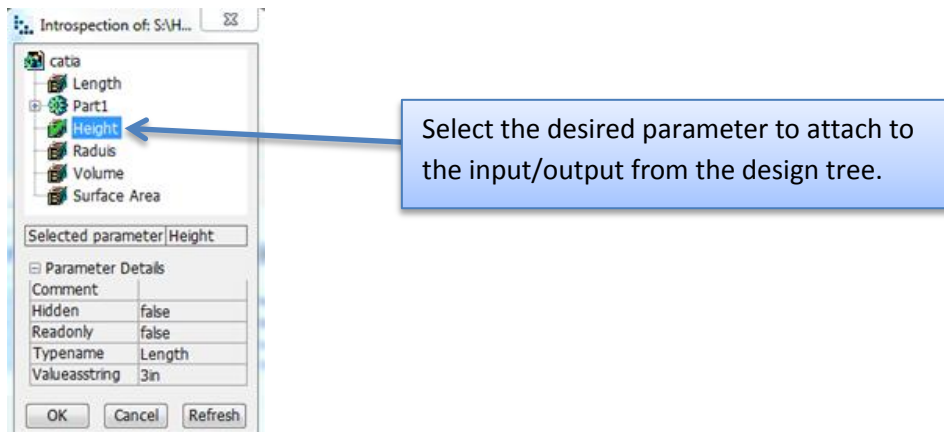 Introspection of: S:\H...
catia
Length
Part1
Height
Raduis
Volume
Surface Area
Select the desired parameter to attach to
the input/output from the design tree.
Selected parameter Height
Parameter Details
Comment
Hidden false
Readonly false
Typename Length
Valueasstring 3in
OK Cancel Refresh